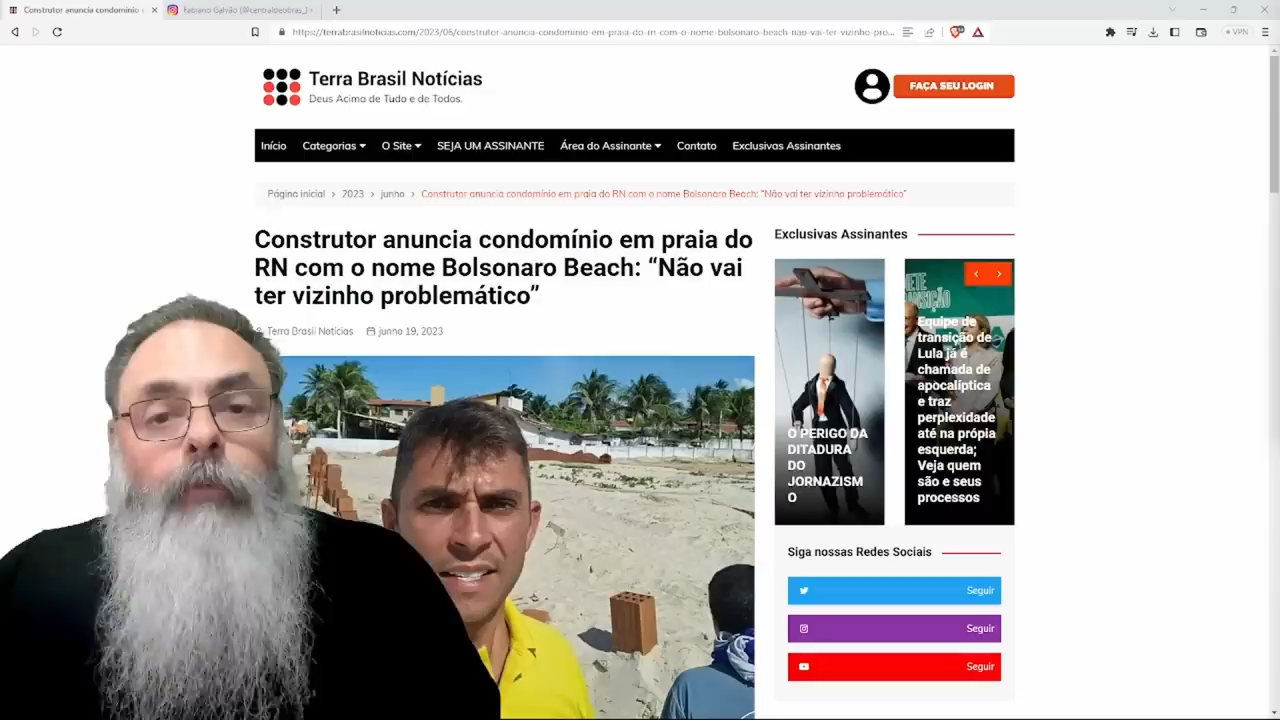 Construtor anuncia condomínio
Fabiano Galvão (@centraldeobras_)
https://terrabrasilnoticias.com/2023/06/construtor-anuncia-condominio-em-praia-do-rn-com-o-nome-bolsonaro-beach-nao-vai-ter-vizinho-pro...
VPN
Terra Brasil Notícias
Deus Acima de Tudo e de Todos.
FAÇA SEU LOGIN
Início Categorias O Site SEJA UM ASSINANTE Área do Assinante Contato Exclusivas Assinantes
Página inicial > 2023 > junho > Construtor anuncia condomínio em praia do RN com o nome Bolsonaro Beach: “Não vai ter vizinho problemático”
Construtor anuncia condomínio em praia do
RN com o nome Bolsonaro Beach: “Não vai
ter vizinho problemático”
Terra Brasil Notícias junho 19, 2023
Exclusivas Assinantes
O PERIGO DA
DITADURA
DO
JORNAZISM
O
NETE
TRANSIÇÃO
Equipe de
transição de
Lula já é
chamada de
apocalíptica
e traz
perplexidade
até na própia
esquerda;
Veja quem
são e seus
processos
Siga nossas Redes Sociais
Seguir
Seguir
Seguir